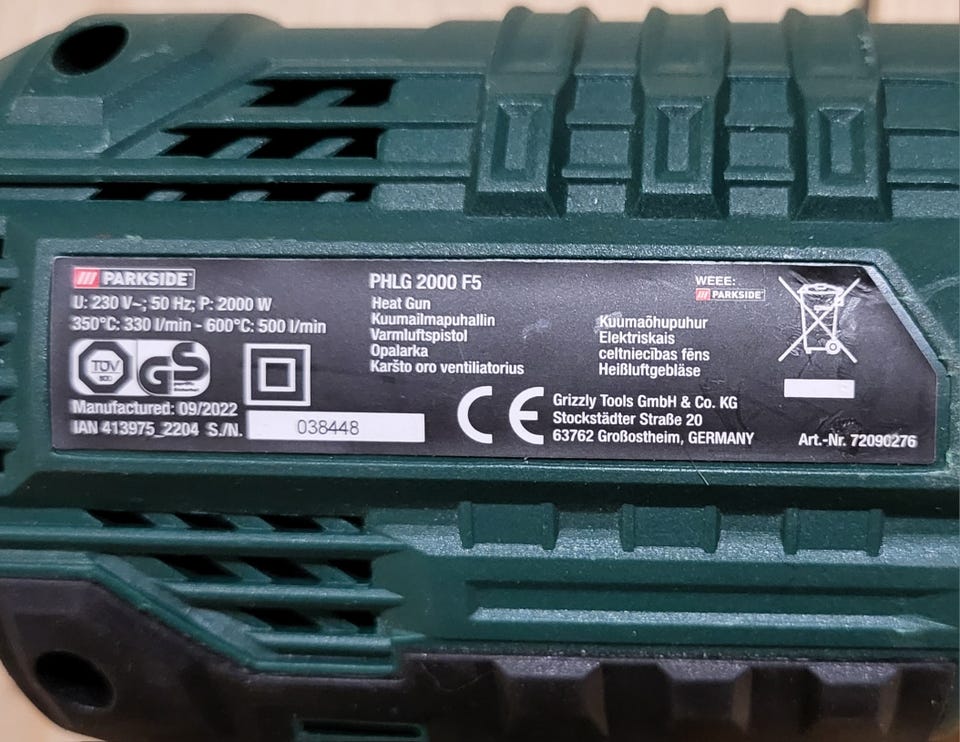 PARKSIDE
U: 230 V~; 50 Hz; P: 2000 W
350°C: 330 l/min - 600°C: 500 l/min
TÜV
GS
Manufactured: 09/2022
IAN 413975_2204 S./N. 038448
PHLG 2000 F5
Heat Gun
Kuumailmapuhallin
Varmluftspistol
Opalarka
Karšto oro ventiliatorius
Kuumaõhupuhur
Elektriskais
celtniecības fēns
Heißluftgebläse
CE
Grizzly Tools GmbH & Co. KG
Stockstädter Straße 20
63762 Großostheim, GERMANY
WEEE:
PARKSIDE
Art.-Nr. 72090276